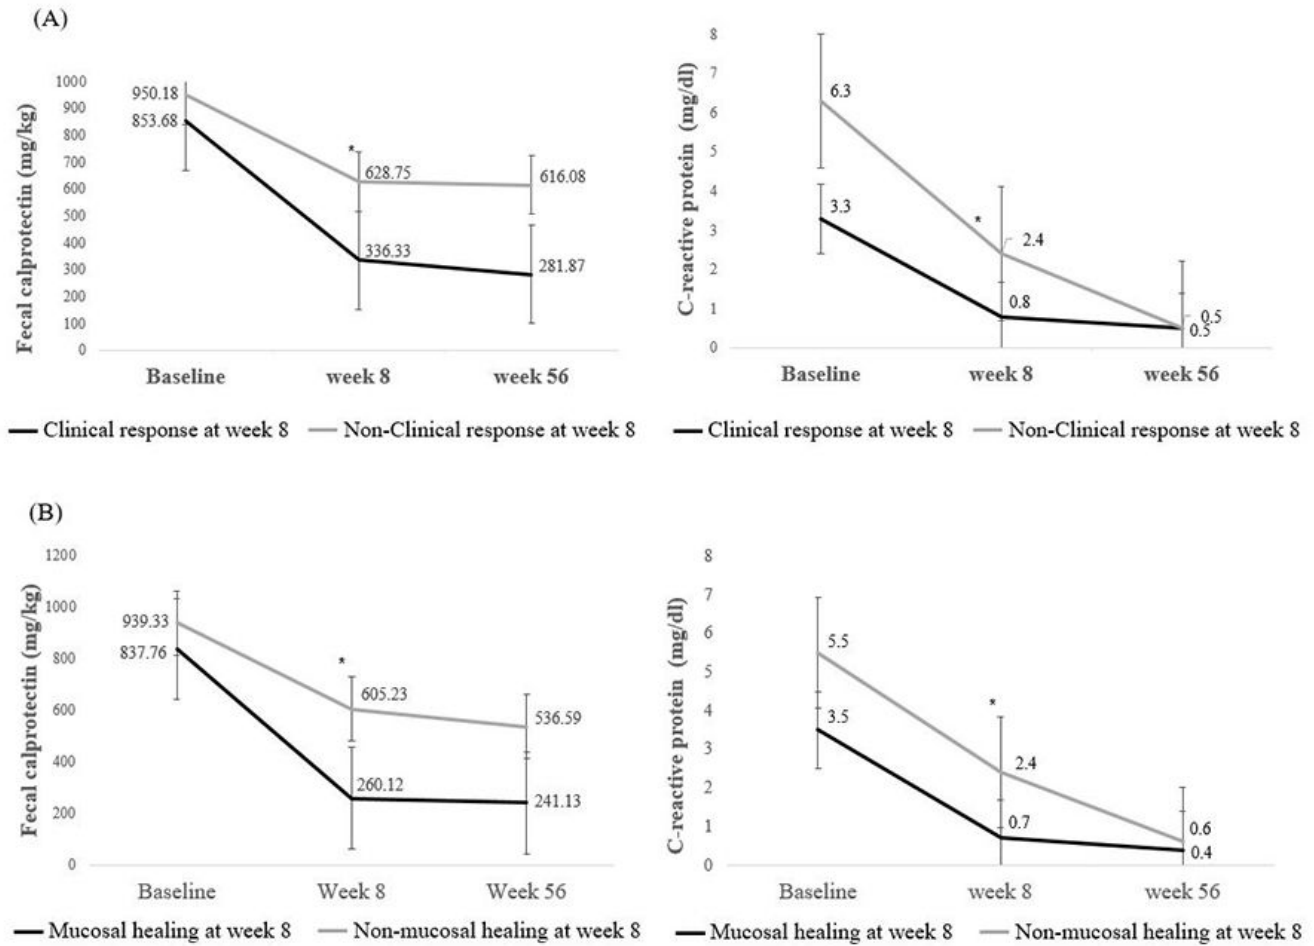 (A)
Fecal calprotectin (mg/kg)
1000
900
800
700
600
500
400
300
200
100
0
950.18
853.68
*
628.75
336.33
616.08
281.87
Baseline
week 8
week 56
Clinical response at week 8
Non-Clinical response at week 8
C-reactive protein (mg/dl)
8
7
6
5
4
3
2
1
0
6.3
3.3
*
2.4
0.8
0.5
0.5
Baseline
week 8
week 56
Clinical response at week 8
Non-Clinical response at week 8
(B)
Fecal calprotectin (mg/kg)
1200
1000
800
600
400
200
0
939.33
837.76
*
605.23
260.12
536.59
241.13
Baseline
Week 8
Week 56
Mucosal healing at week 8
Non-mucosal healing at week 8
C-reactive protein (mg/dl)
8
7
6
5
4
3
2
1
0
5.5
3.5
*
2.4
0.7
0.6
0.4
Baseline
week 8
week 56
Mucosal healing at week 8
Non-mucosal healing at week 8